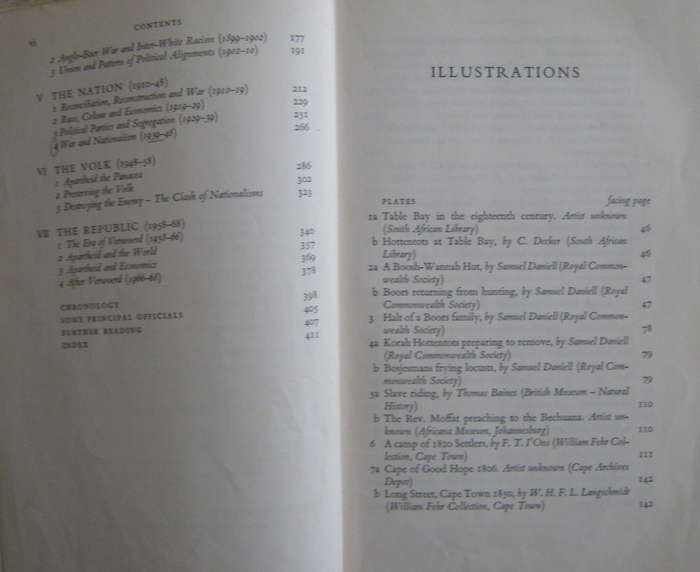 vi CONTENTS
2 Anglo-Boer War and Inter-White Racism (1899–1902) 177
3 Union and Pattern of Political Alignments (1902–10) 191
V THE NATION (1910–48)
1 Reconciliation, Reconstruction and War (1910–19) 212
2 Race, Colour and Economics (1919–29) 229
3 Political Parties and Segregation (1929–39) 251
4 War and Nationalism (1939–48) 266
VI THE VOLK (1948–58)
1 Apartheid the Panacea 286
2 Preserving the Volk 302
3 Destroying the Enemy – The Clash of Nationalisms 323
VII THE REPUBLIC (1958–68)
1 The Era of Verwoerd (1958–66) 340
2 Apartheid and the World 357
3 Apartheid and Economics 369
4 After Verwoerd (1966–68) 378
CHRONOLOGY 398
SOME PRINCIPAL OFFICIALS 405
FURTHER READING 407
INDEX 411
ILLUSTRATIONS
PLATES facing page
1a Table Bay in the eighteenth century. Artist unknown
(South African Library) 46
b Hottentots at Table Bay, by C. Decker (South African
Library) 46
2a A Boosh-Wannah Hut, by Samuel Daniell (Royal Common-
wealth Society) 47
b Boors returning from hunting, by Samuel Daniell (Royal
Commonwealth Society) 47
3 Halt of a Boors family, by Samuel Daniell (Royal Common-
wealth Society) 78
4a Korah Hottentots preparing to remove, by Samuel Daniell
(Royal Commonwealth Society) 79
b Bosjesmans frying locusts, by Samuel Daniell (Royal Com-
monwealth Society) 79
5a Slave riding, by Thomas Baines (British Museum – Natural
History) 110
b The Rev. Moffat preaching to the Bechuana. Artist un-
known (Africana Museum, Johannesburg) 110
6 A camp of 1820 Settlers, by F. T. I'Ons (William Fehr Col-
lection, Cape Town) 111
7a Cape of Good Hope 1806. Artist unknown (Cape Archives
Depot) 142
b Long Street, Cape Town 1850, by W. H. F. L. Langschmidt
(William Fehr Collection, Cape Town) 142